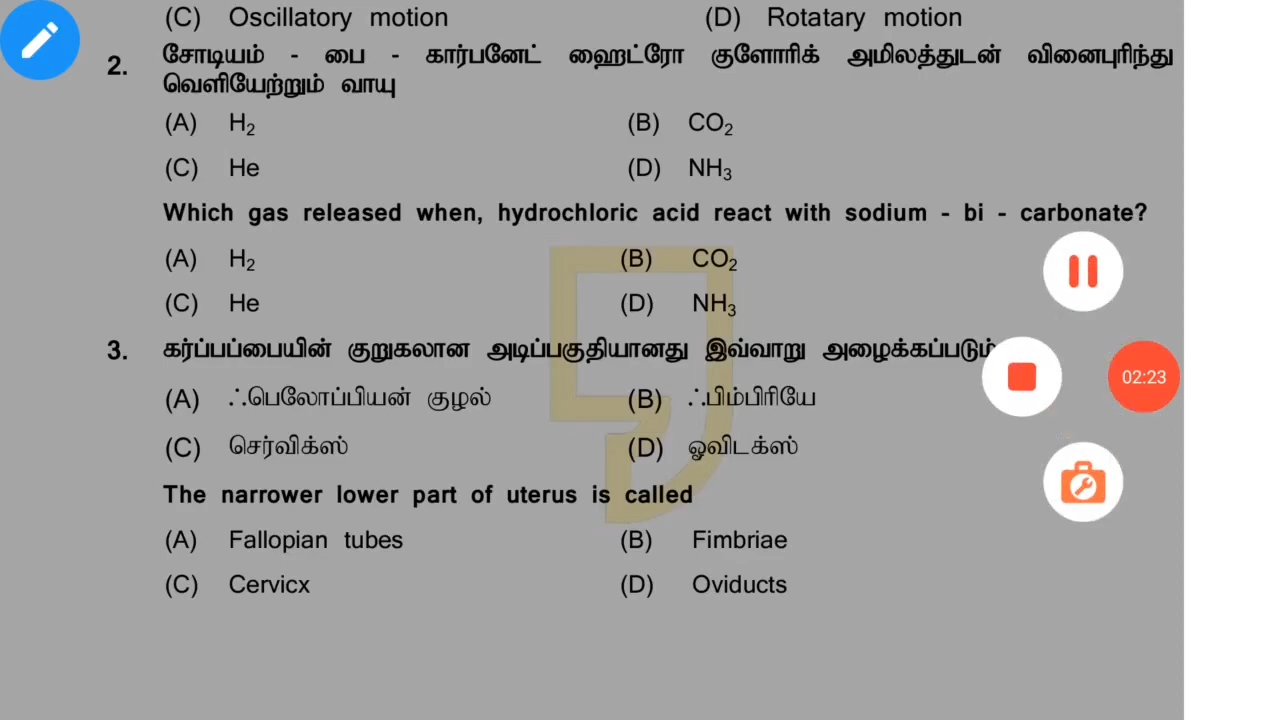 (C) Oscillatory motion (D) Rotatary motion
2. சோடியம் - பை - கார்பனேட் ஹைட்ரோ குளோரிக் அமிலத்துடன் வினைபுரிந்து
வெளியேற்றும் வாயு
(A) H₂ (B) CO₂
(C) He (D) NH₃
Which gas released when, hydrochloric acid react with sodium - bi - carbonate?
(A) H₂ (B) CO₂
(C) He (D) NH₃
3. கர்ப்பப்பையின் குறுகலான அடிப்பகுதியானது இவ்வாறு அழைக்கப்படும்
(A) ஃபெலோப்பியன் குழல் (B) ஃபிம்பிரியே
(C) செர்விக்ஸ் (D) ஓவிடக்ஸ்
02:23
The narrower lower part of uterus is called
(A) Fallopian tubes (B) Fimbriae
(C) Cervicx (D) Oviducts